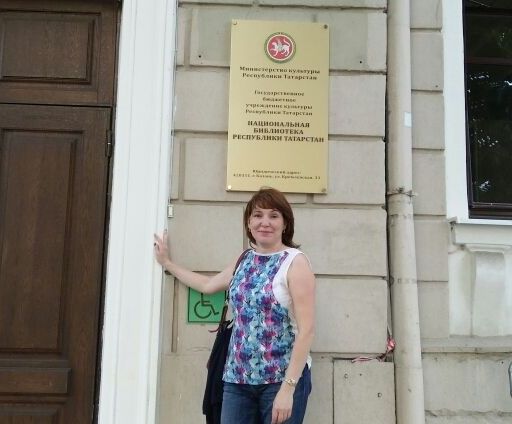 Министерство культуры
Республики Татарстан
Государственное
бюджетное
учреждение культуры
Республики Татарстан
НАЦИОНАЛЬНАЯ
БИБЛИОТЕКА
РЕСПУБЛИКИ ТАТАРСТАН
Юридический адрес:
420111, г.Казань, ул.Кремлевская, 33